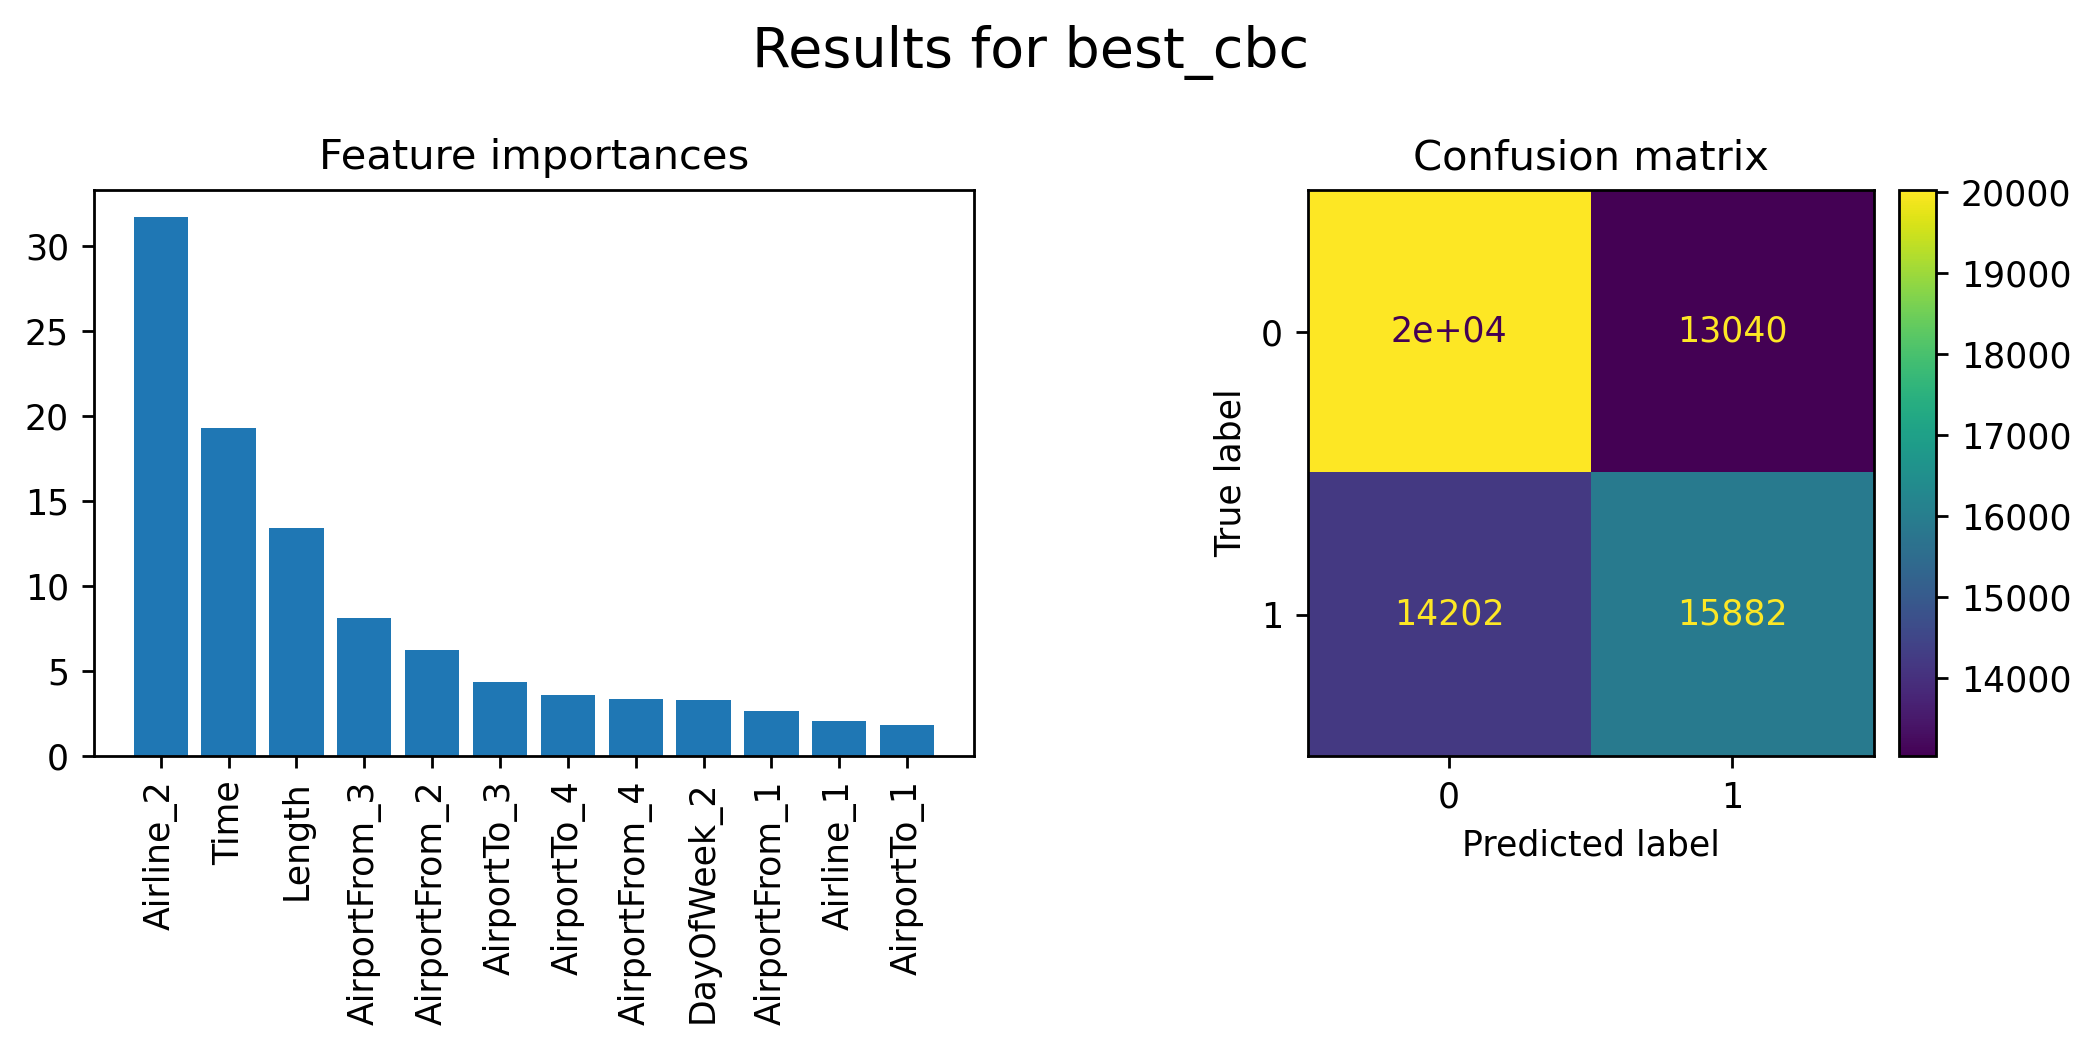 Results for best_cbc
Feature importances
30
25
20
15
10
5
0
Airline_2
Time
Length
AirportFrom_3
AirportFrom_2
AirportTo_3
AirportTo_4
AirportFrom_4
DayOfWeek_2
AirportFrom_1
Airline_1
AirportTo_1
Confusion matrix
True label
0
1
2e+04 13040
14202 15882
0 1
Predicted label
20000
19000
18000
17000
16000
15000
14000